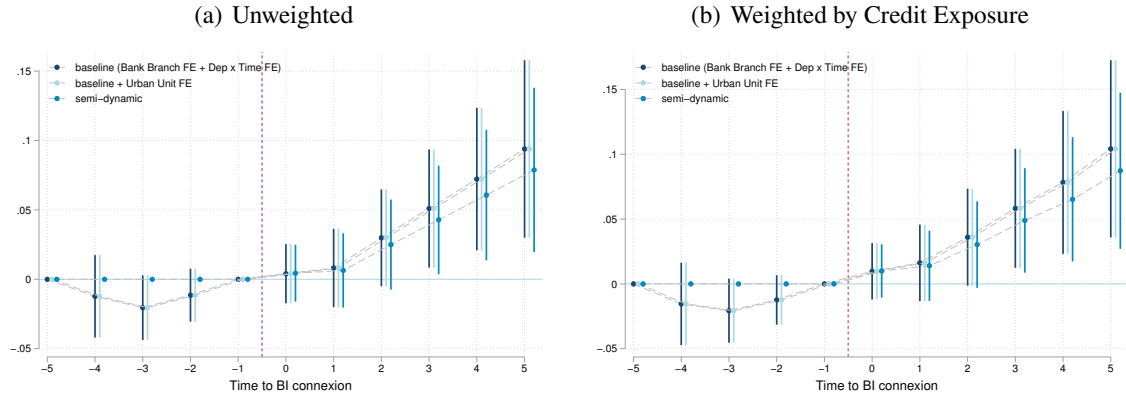 (a) Unweighted
baseline (Bank Branch FE + Dep x Time FE)
baseline + Urban Unit FE
semi-dynamic
.15
.1
.05
0
-.05
−5 −4 −3 −2 −1 0 1 2 3 4 5
Time to BI connexion
(b) Weighted by Credit Exposure
baseline (Bank Branch FE + Dep x Time FE)
baseline + Urban Unit FE
semi-dynamic
.15
.1
.05
0
-.05
−5 −4 −3 −2 −1 0 1 2 3 4 5
Time to BI connexion